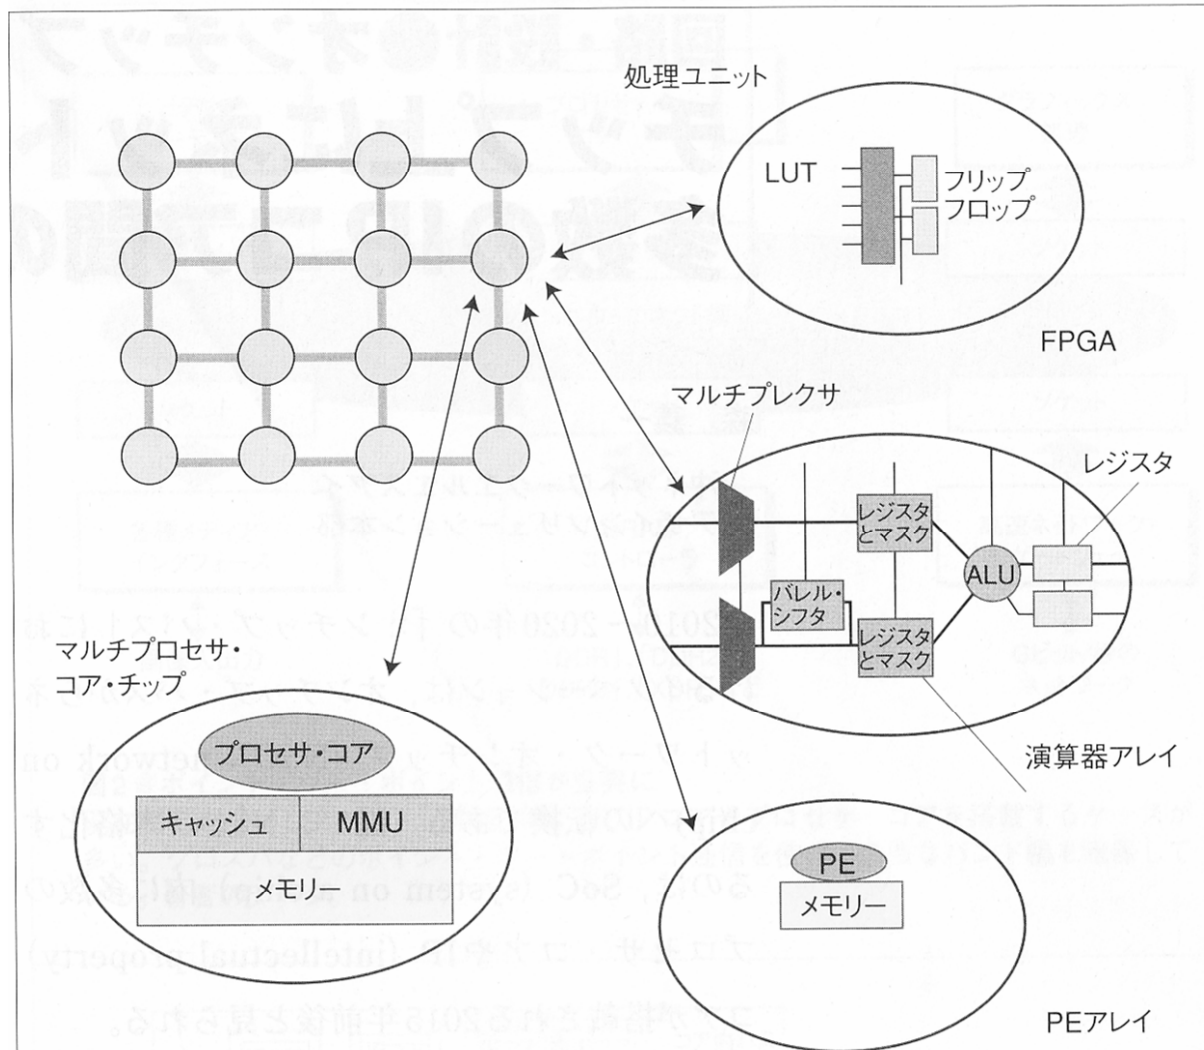 処理ユニット
LUT
フリップ
フロップ
FPGA
マルチプレクサ
レジスタ
レジスタ
とマスク
ALU
バレル・
シフタ
レジスタ
とマスク
演算器アレイ
マルチプロセサ・
コア・チップ
プロセサ・コア
キャッシュ
MMU
メモリー
PE
メモリー
PEアレイ